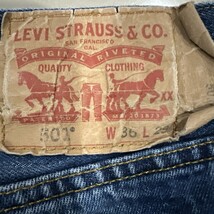 LEVI STRAUSS & CO.
SAN FRANCISCO
CAL.
ORIGINAL RIVETED
QUALITY CLOTHING
XX
501
W 36 L